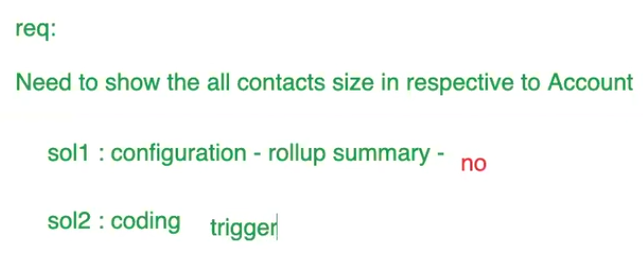 req:
Need to show the all contacts size in respective to Account
sol1 : configuration - rollup summary - no
sol2 : coding trigger